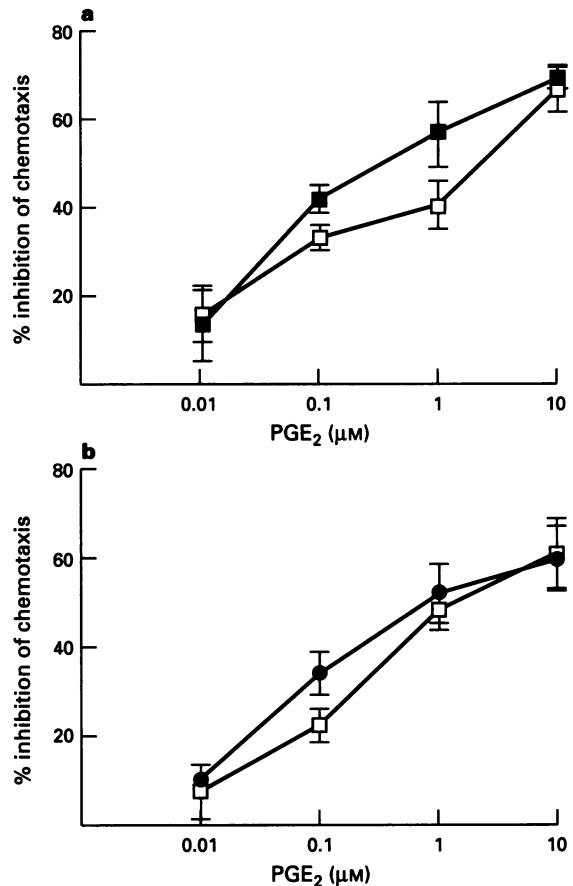 a
80
60
40
20
% inhibition of chemotaxis
0.01 0.1 1 10
PGE₂ (μM)
b
80
60
40
20
% inhibition of chemotaxis
0.01 0.1 1 10
PGE₂ (μM)